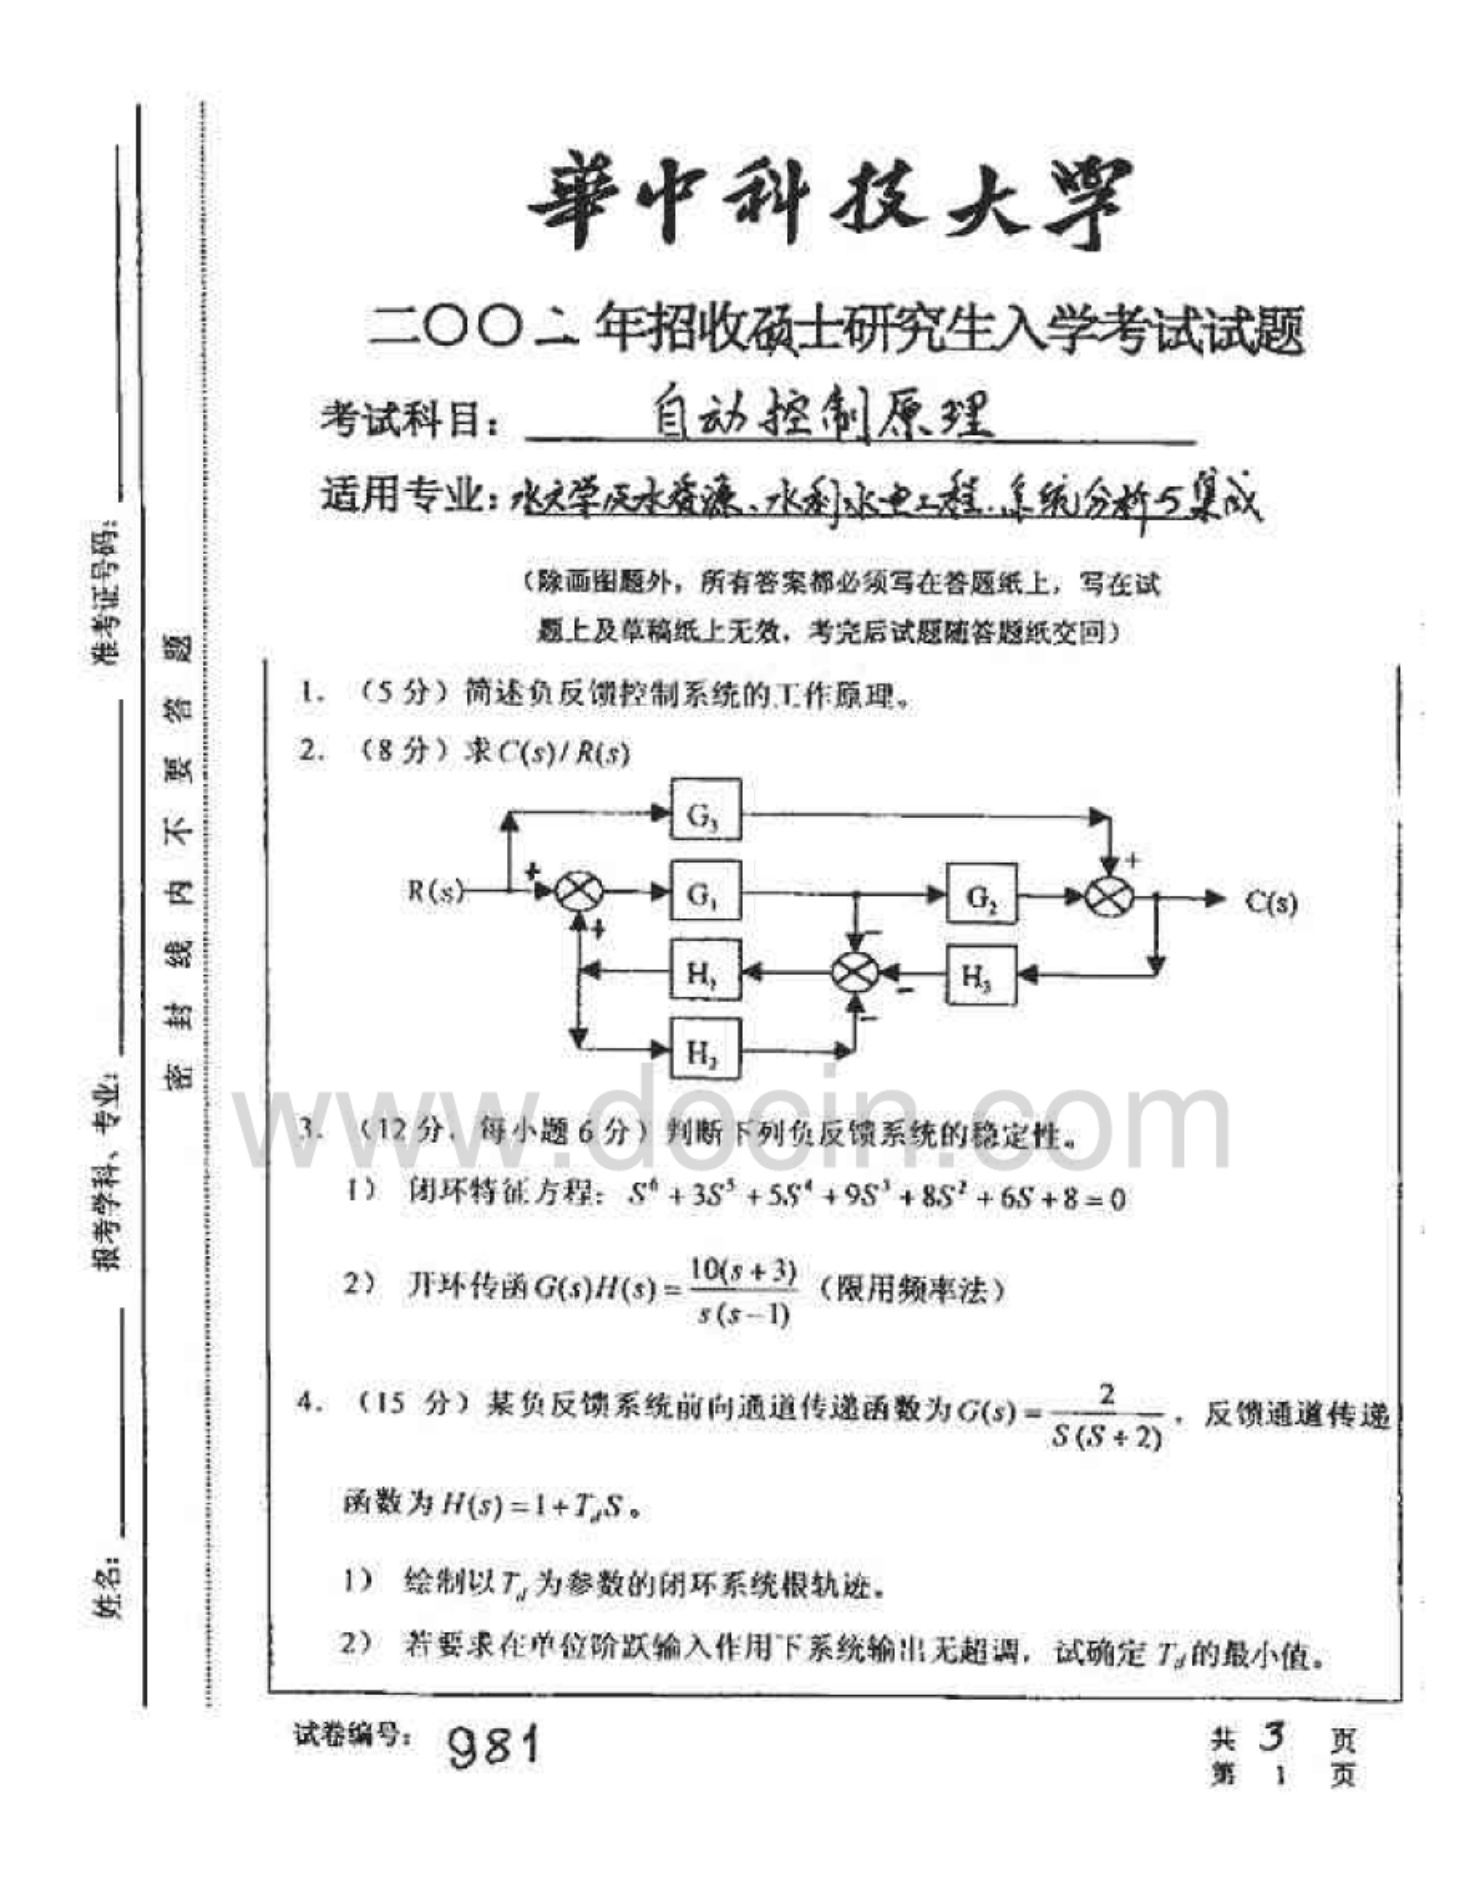 華中科技大学
二〇〇二年招收硕士研究生入学考试试题
考试科目: 自动控制原理
适用专业: 水文学及水资源、水利水电工程、系统分析与集成
（除画图题外，所有答案都必须写在答题纸上，写在试
题上及草稿纸上无效，考完后试题随答题纸交回）
1. （5分）简述负反馈控制系统的工作原理。
2. （8分）求C(s)/R(s)
G₃
+
R(s)
+
G₁
G₂
C(s)
+
−
H₁
−
H₃
−
H₂
www.docin.com
3. （12分，每小题6分）判断下列负反馈系统的稳定性。
1） 闭环特征方程: S⁶+3S⁵+5S⁴+9S³+8S²+6S+8=0
2） 开环传函G(s)H(s)=10(s+3)/s(s−1)（限用频率法）
4. （15 分）某负反馈系统前向通道传递函数为G(s)=2/S(S+2)，反馈通道传递
函数为H(s)=1+T_dS。
1） 绘制以T_d为参数的闭环系统根轨迹。
2） 若要求在单位阶跃输入作用下系统输出无超调，试确定T_d的最小值。
试卷编号: 981
共 3 页
第 1 页
准考证号码:
报考学科、专业:
姓名:
密封线内不要答题